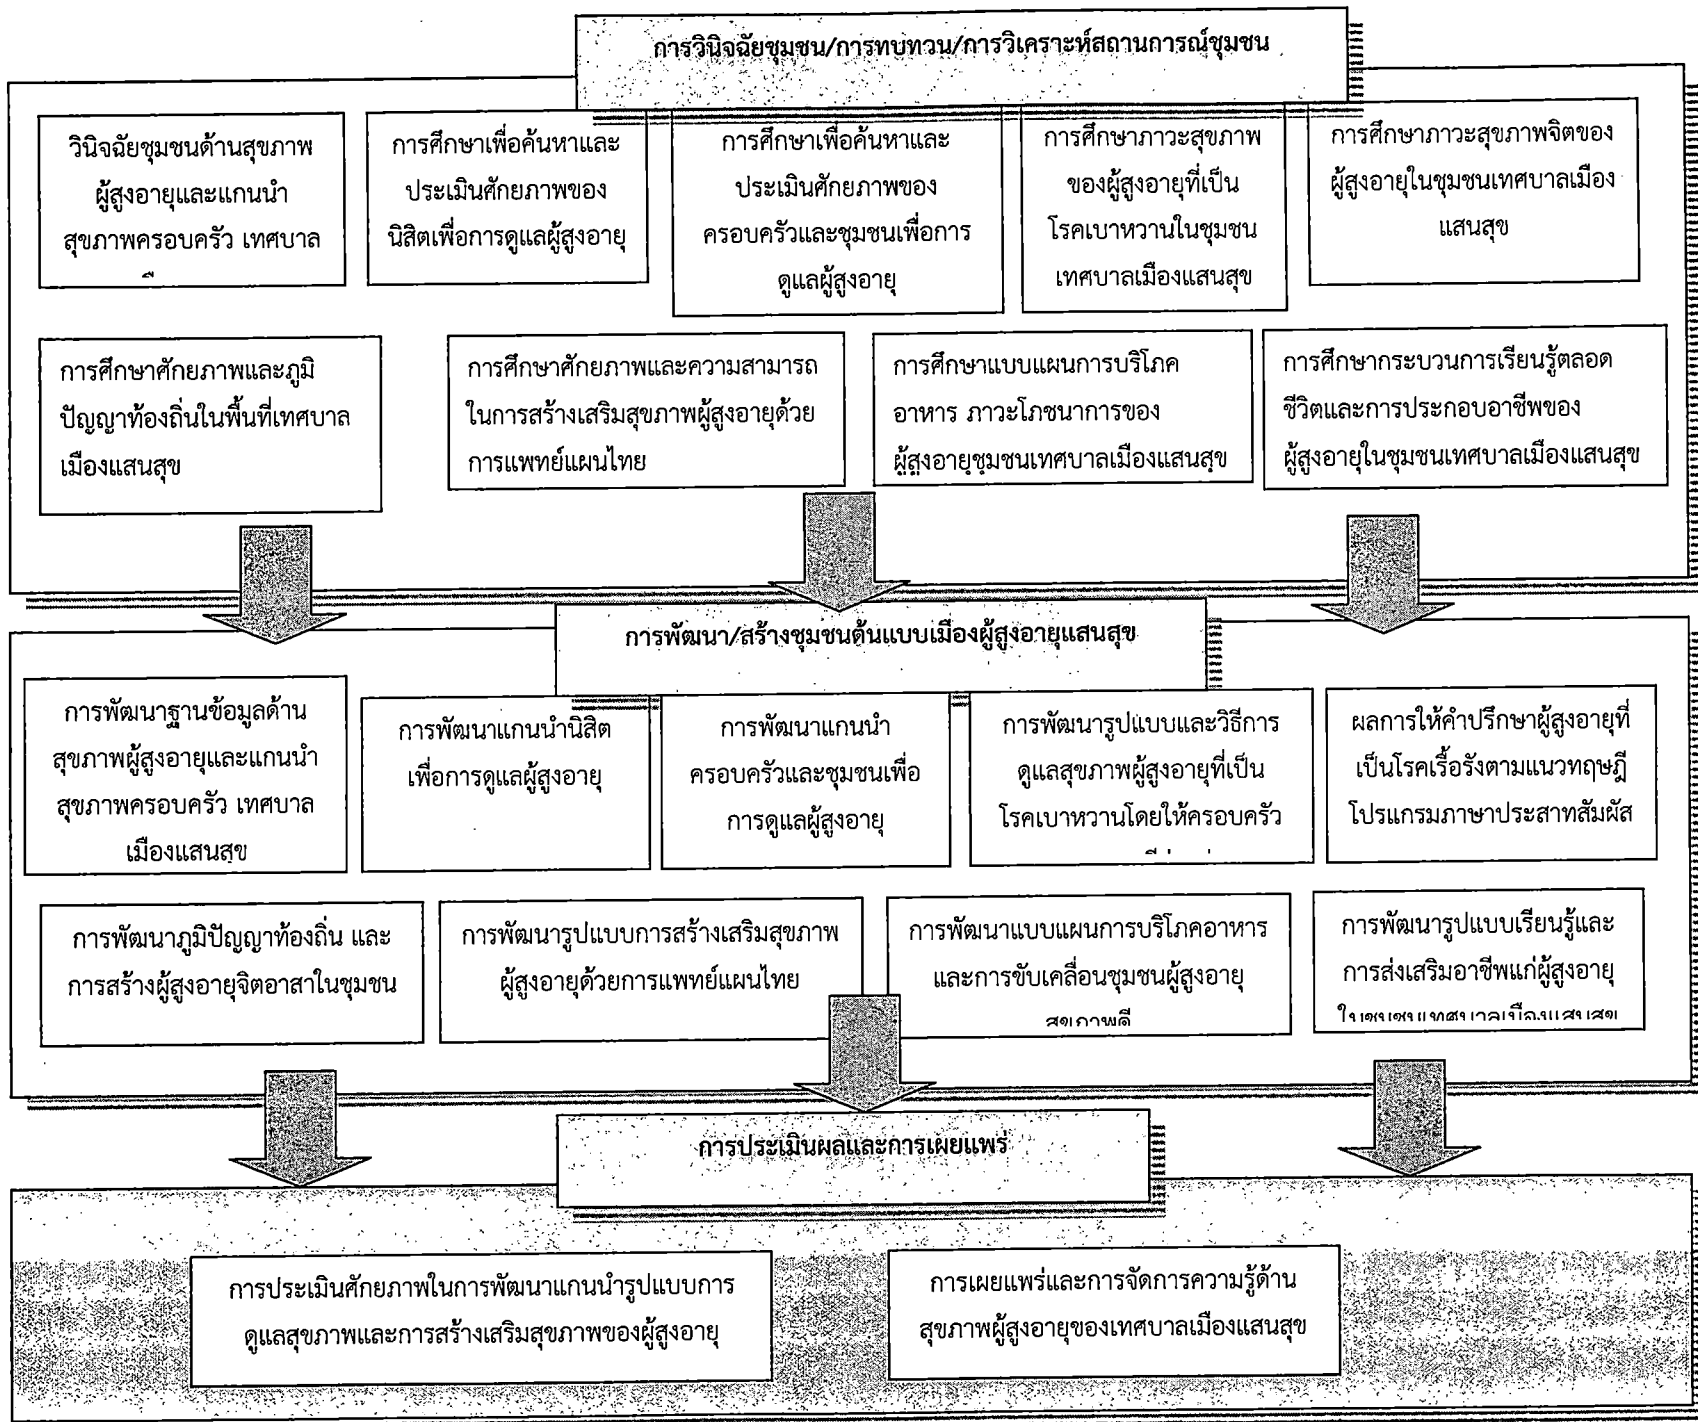 การวินิจฉัยชุมชน/การทบทวน/การวิเคราะห์สถานการณ์ชุมชน
วินิจฉัยชุมชนด้านสุขภาพ
ผู้สูงอายุและแกนนำ
สุขภาพครอบครัว เทศบาล
การศึกษาเพื่อค้นหาและ
ประเมินศักยภาพของ
นิสิตเพื่อการดูแลผู้สูงอายุ
การศึกษาเพื่อค้นหาและ
ประเมินศักยภาพของ
ครอบครัวและชุมชนเพื่อการ
ดูแลผู้สูงอายุ
การศึกษาภาวะสุขภาพ
ของผู้สูงอายุที่เป็น
โรคเบาหวานในชุมชน
เทศบาลเมืองแสนสุข
การศึกษาภาวะสุขภาพจิตของ
ผู้สูงอายุในชุมชนเทศบาลเมือง
แสนสุข
การศึกษาศักยภาพและภูมิ
ปัญญาท้องถิ่นในพื้นที่เทศบาล
เมืองแสนสุข
การศึกษาศักยภาพและความสามารถ
ในการสร้างเสริมสุขภาพผู้สูงอายุด้วย
การแพทย์แผนไทย
การศึกษาแบบแผนการบริโภค
อาหาร ภาวะโภชนาการของ
ผู้สูงอายุชุมชนเทศบาลเมืองแสนสุข
การศึกษากระบวนการเรียนรู้ตลอด
ชีวิตและการประกอบอาชีพของ
ผู้สูงอายุในชุมชนเทศบาลเมืองแสนสุข
การพัฒนา/สร้างชุมชนต้นแบบเมืองผู้สูงอายุแสนสุข
การพัฒนาฐานข้อมูลด้าน
สุขภาพผู้สูงอายุและแกนนำ
สุขภาพครอบครัว เทศบาล
เมืองแสนสุข
การพัฒนาแกนนำนิสิต
เพื่อการดูแลผู้สูงอายุ
การพัฒนาแกนนำ
ครอบครัวและชุมชนเพื่อ
การดูแลผู้สูงอายุ
การพัฒนารูปแบบและวิธีการ
ดูแลสุขภาพผู้สูงอายุที่เป็น
โรคเบาหวานโดยให้ครอบครัว
ผลการให้คำปรึกษาผู้สูงอายุที่
เป็นโรคเรื้อรังตามแนวทฤษฎี
โปรแกรมภาษาประสาทสัมผัส
การพัฒนาภูมิปัญญาท้องถิ่น และ
การสร้างผู้สูงอายุจิตอาสาในชุมชน
การพัฒนารูปแบบการสร้างเสริมสุขภาพ
ผู้สูงอายุด้วยการแพทย์แผนไทย
การพัฒนาแบบแผนการบริโภคอาหาร
และการขับเคลื่อนชุมชนผู้สูงอายุ
สุขภาพดี
การพัฒนารูปแบบเรียนรู้และ
การส่งเสริมอาชีพแก่ผู้สูงอายุ
ในชุมชนเทศบาลเมืองแสนสุข
การประเมินผลและการเผยแพร่
การประเมินศักยภาพในการพัฒนาแกนนำรูปแบบการ
ดูแลสุขภาพและการสร้างเสริมสุขภาพของผู้สูงอายุ
การเผยแพร่และการจัดการความรู้ด้าน
สุขภาพผู้สูงอายุของเทศบาลเมืองแสนสุข